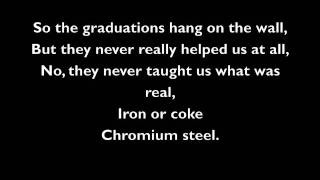 So the graduations hang on the wall,
But they never really helped us at all,
No, they never taught us what was
real,
Iron or coke
Chromium steel.